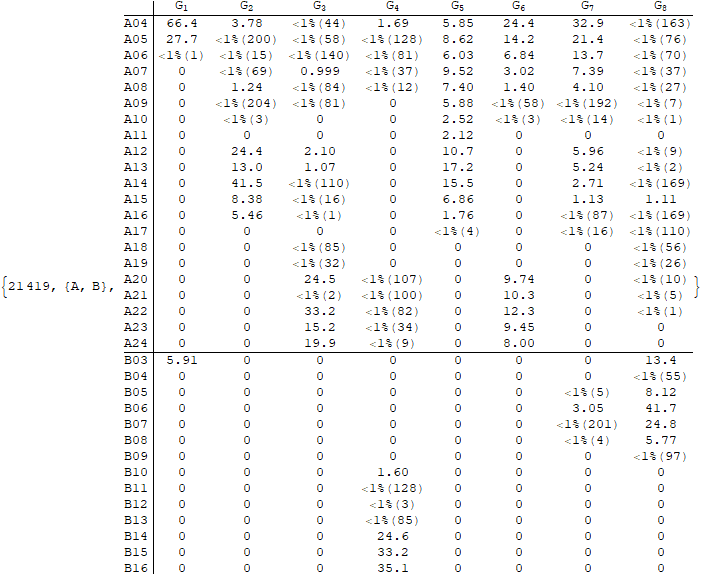 G1 G2 G3 G4 G5 G6 G7 G8
A04 66.4 3.78 <1%(44) 1.69 5.85 24.4 32.9 <1%(163)
A05 27.7 <1%(200) <1%(58) <1%(128) 8.62 14.2 21.4 <1%(76)
A06 <1%(1) <1%(15) <1%(140) <1%(81) 6.03 6.84 13.7 <1%(70)
A07 0 <1%(69) 0.999 <1%(37) 9.52 3.02 7.39 <1%(37)
A08 0 1.24 <1%(84) <1%(12) 7.40 1.40 4.10 <1%(27)
A09 0 <1%(204) <1%(81) 0 5.88 <1%(58) <1%(192) <1%(7)
A10 0 <1%(3) 0 0 2.52 <1%(3) <1%(14) <1%(1)
A11 0 0 0 0 2.12 0 0 0
A12 0 24.4 2.10 0 10.7 0 5.96 <1%(9)
A13 0 13.0 1.07 0 17.2 0 5.24 <1%(2)
A14 0 41.5 <1%(110) 0 15.5 0 2.71 <1%(169)
A15 0 8.38 <1%(16) 0 6.86 0 1.13 1.11
A16 0 5.46 <1%(1) 0 1.76 0 <1%(87) <1%(169)
A17 0 0 0 0 <1%(4) 0 <1%(16) <1%(110)
A18 0 0 <1%(85) 0 0 0 0 <1%(56)
A19 0 0 <1%(32) 0 0 0 0 <1%(26)
A20 0 0 24.5 <1%(107) 0 9.74 0 <1%(10)
{21419, {A, B}, A21 0 0 <1%(2) <1%(100) 0 10.3 0 <1%(5) }
A22 0 0 33.2 <1%(82) 0 12.3 0 <1%(1)
A23 0 0 15.2 <1%(34) 0 9.45 0 0
A24 0 0 19.9 <1%(9) 0 8.00 0 0
B03 5.91 0 0 0 0 0 0 13.4
B04 0 0 0 0 0 0 0 <1%(55)
B05 0 0 0 0 0 0 <1%(5) 8.12
B06 0 0 0 0 0 0 3.05 41.7
B07 0 0 0 0 0 0 <1%(201) 24.8
B08 0 0 0 0 0 0 <1%(4) 5.77
B09 0 0 0 0 0 0 0 <1%(97)
B10 0 0 0 1.60 0 0 0 0
B11 0 0 0 <1%(128) 0 0 0 0
B12 0 0 0 <1%(3) 0 0 0 0
B13 0 0 0 <1%(85) 0 0 0 0
B14 0 0 0 24.6 0 0 0 0
B15 0 0 0 33.2 0 0 0 0
B16 0 0 0 35.1 0 0 0 0